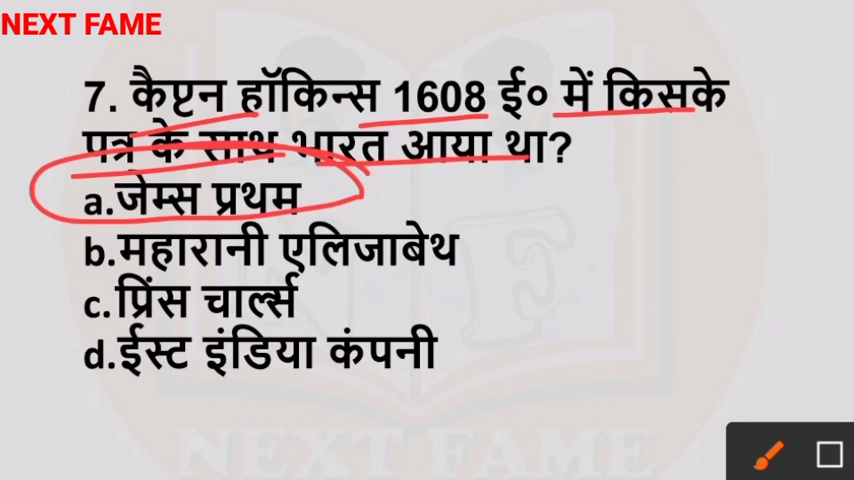 NEXT FAME
7. कैप्टन हॉकिन्स 1608 ई० में किसके
पत्र के साथ भारत आया था?
a.जेम्स प्रथम
b.महारानी एलिजाबेथ
c.प्रिंस चार्ल्स
d.ईस्ट इंडिया कंपनी
NEXT FAME